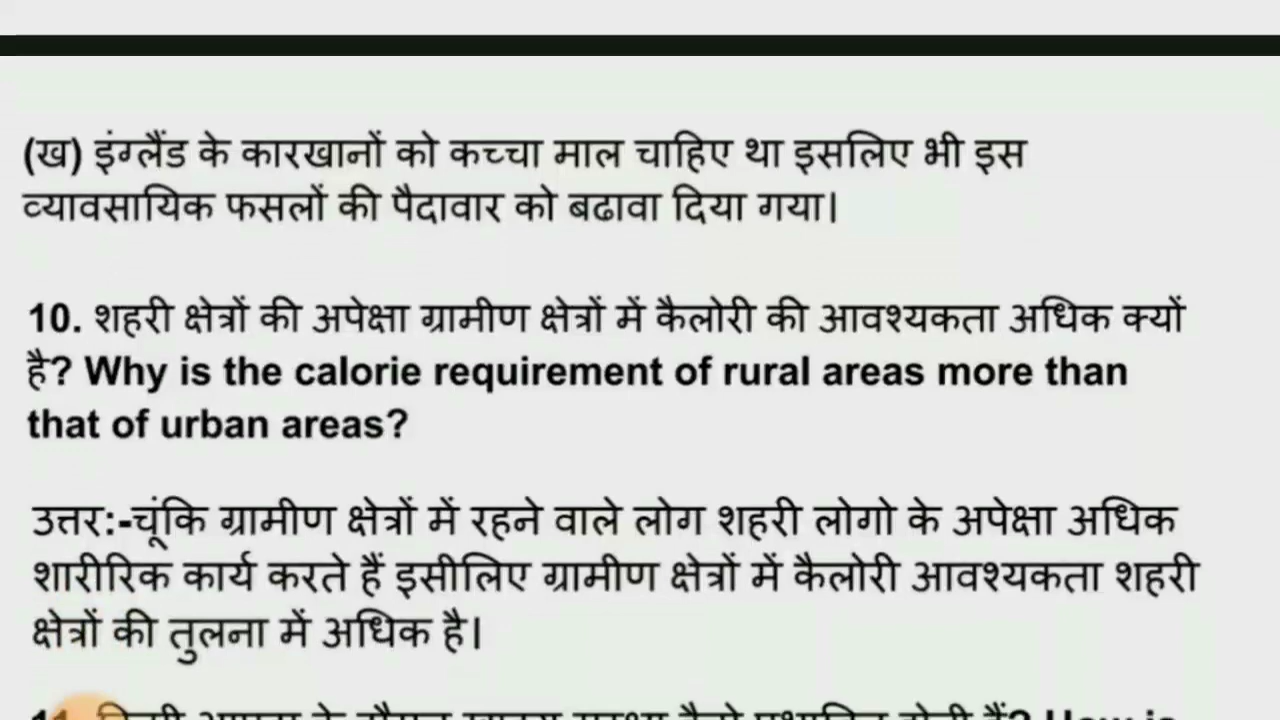 (ख) इंग्लैंड के कारखानों को कच्चा माल चाहिए था इसलिए भी इस
व्यावसायिक फसलों की पैदावार को बढावा दिया गया।
10. शहरी क्षेत्रों की अपेक्षा ग्रामीण क्षेत्रों में कैलोरी की आवश्यकता अधिक क्यों
है? Why is the calorie requirement of rural areas more than
that of urban areas?
उत्तर:-चूंकि ग्रामीण क्षेत्रों में रहने वाले लोग शहरी लोगो के अपेक्षा अधिक
शारीरिक कार्य करते हैं इसीलिए ग्रामीण क्षेत्रों में कैलोरी आवश्यकता शहरी
क्षेत्रों की तुलना में अधिक है।
के दौरान कैसे होती हैं? How is